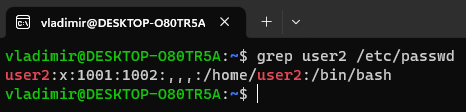 vladimir@DESKTOP-O80TR5A
vladimir@DESKTOP-O80TR5A:~$ grep user2 /etc/passwd
user2:x:1001:1002:,,,:/home/user2:/bin/bash
vladimir@DESKTOP-O80TR5A:~$